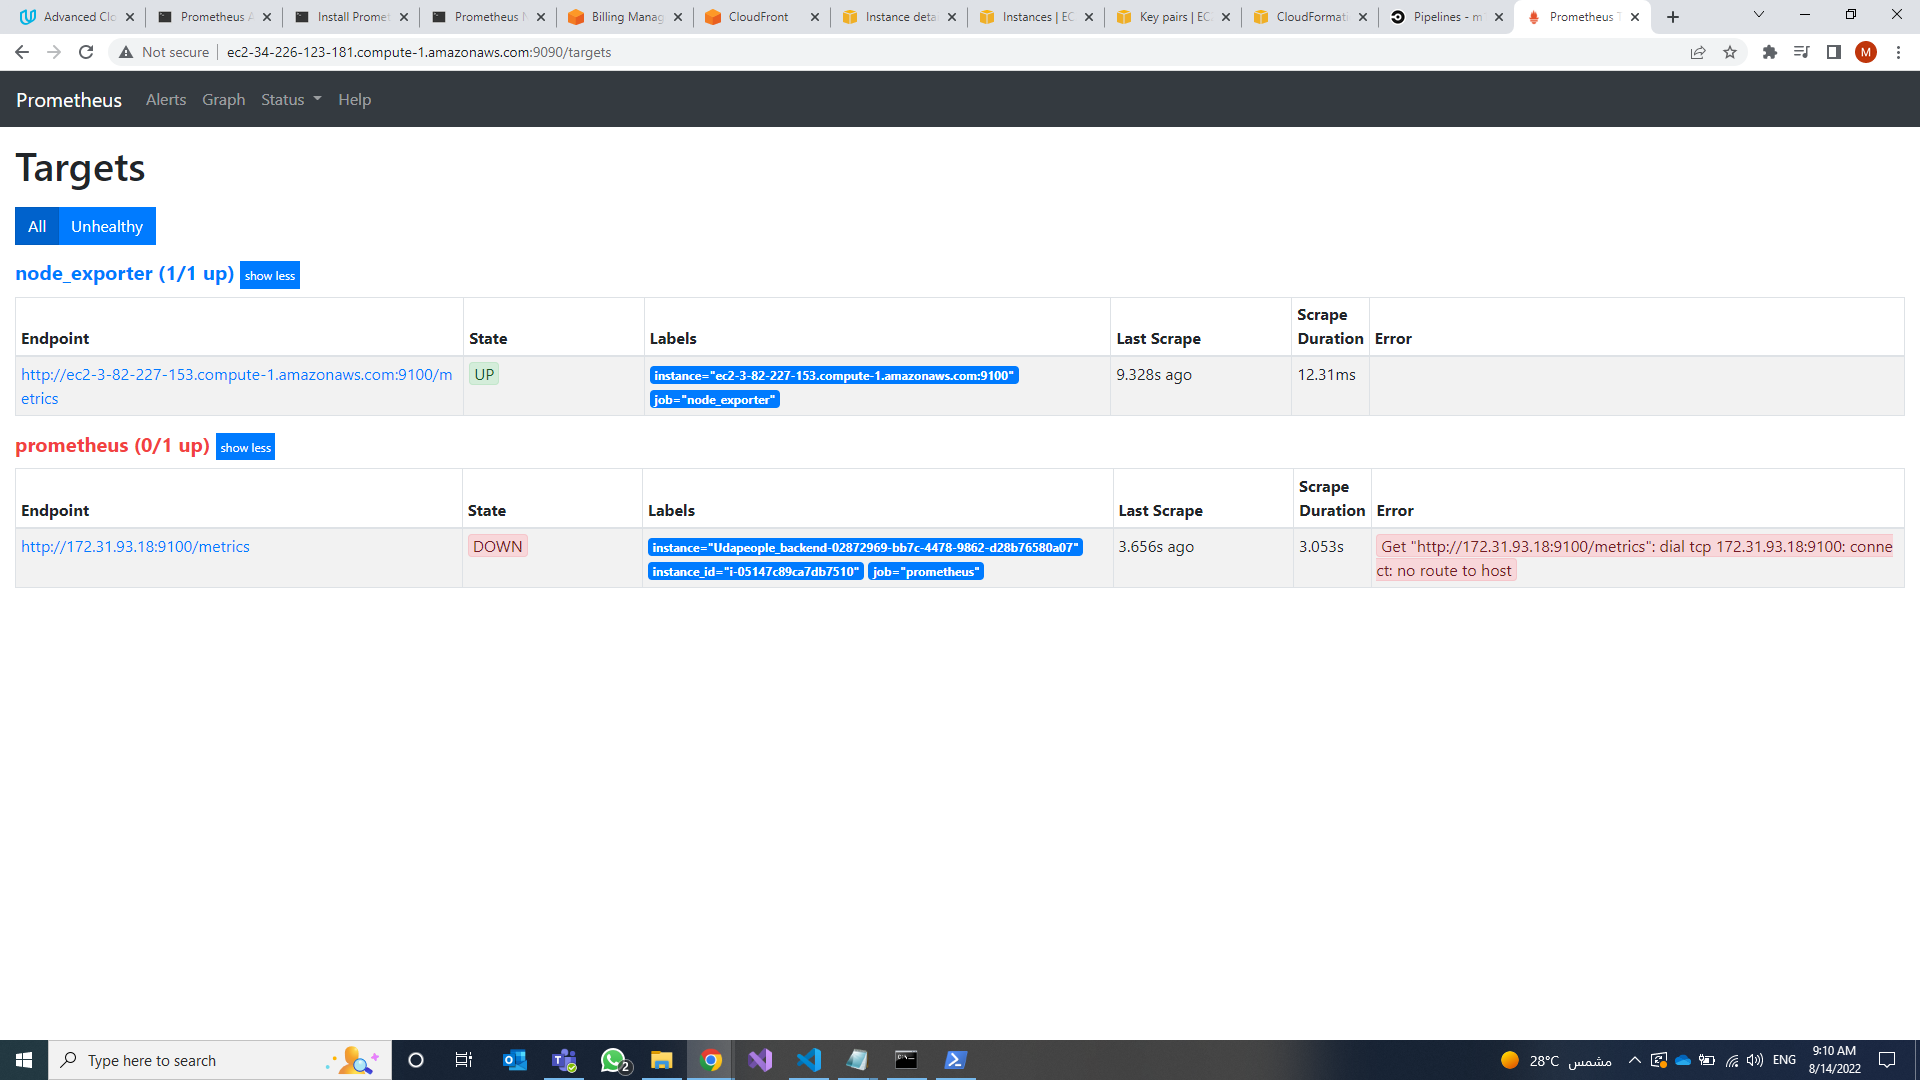 Advanced Clo
Prometheus A
Install Promet
Prometheus N
Billing Manag
CloudFront
Instance deta
Instances | EC
Key pairs | EC
CloudFormati
Pipelines - m
Prometheus T
Not secure
ec2-34-226-123-181.compute-1.amazonaws.com:9090/targets
M
Prometheus
Alerts
Graph
Status
Help
Targets
All
Unhealthy
node_exporter (1/1 up) show less
Endpoint
State
Labels
Last Scrape
Scrape
Duration
Error
http://ec2-3-82-227-153.compute-1.amazonaws.com:9100/m
etrics
UP
instance="ec2-3-82-227-153.compute-1.amazonaws.com:9100"
job="node_exporter"
9.328s ago
12.31ms
prometheus (0/1 up) show less
Endpoint
State
Labels
Last Scrape
Scrape
Duration
Error
http://172.31.93.18:9100/metrics
DOWN
instance="Udapeople_backend-02872969-bb7c-4478-9862-d28b76580a07"
instance_id="i-05147c89ca7db7510" job="prometheus"
3.656s ago
3.053s
Get "http://172.31.93.18:9100/metrics": dial tcp 172.31.93.18:9100: conne
ct: no route to host
Type here to search
2
28°C مشمس
ENG
9:10 AM
8/14/2022